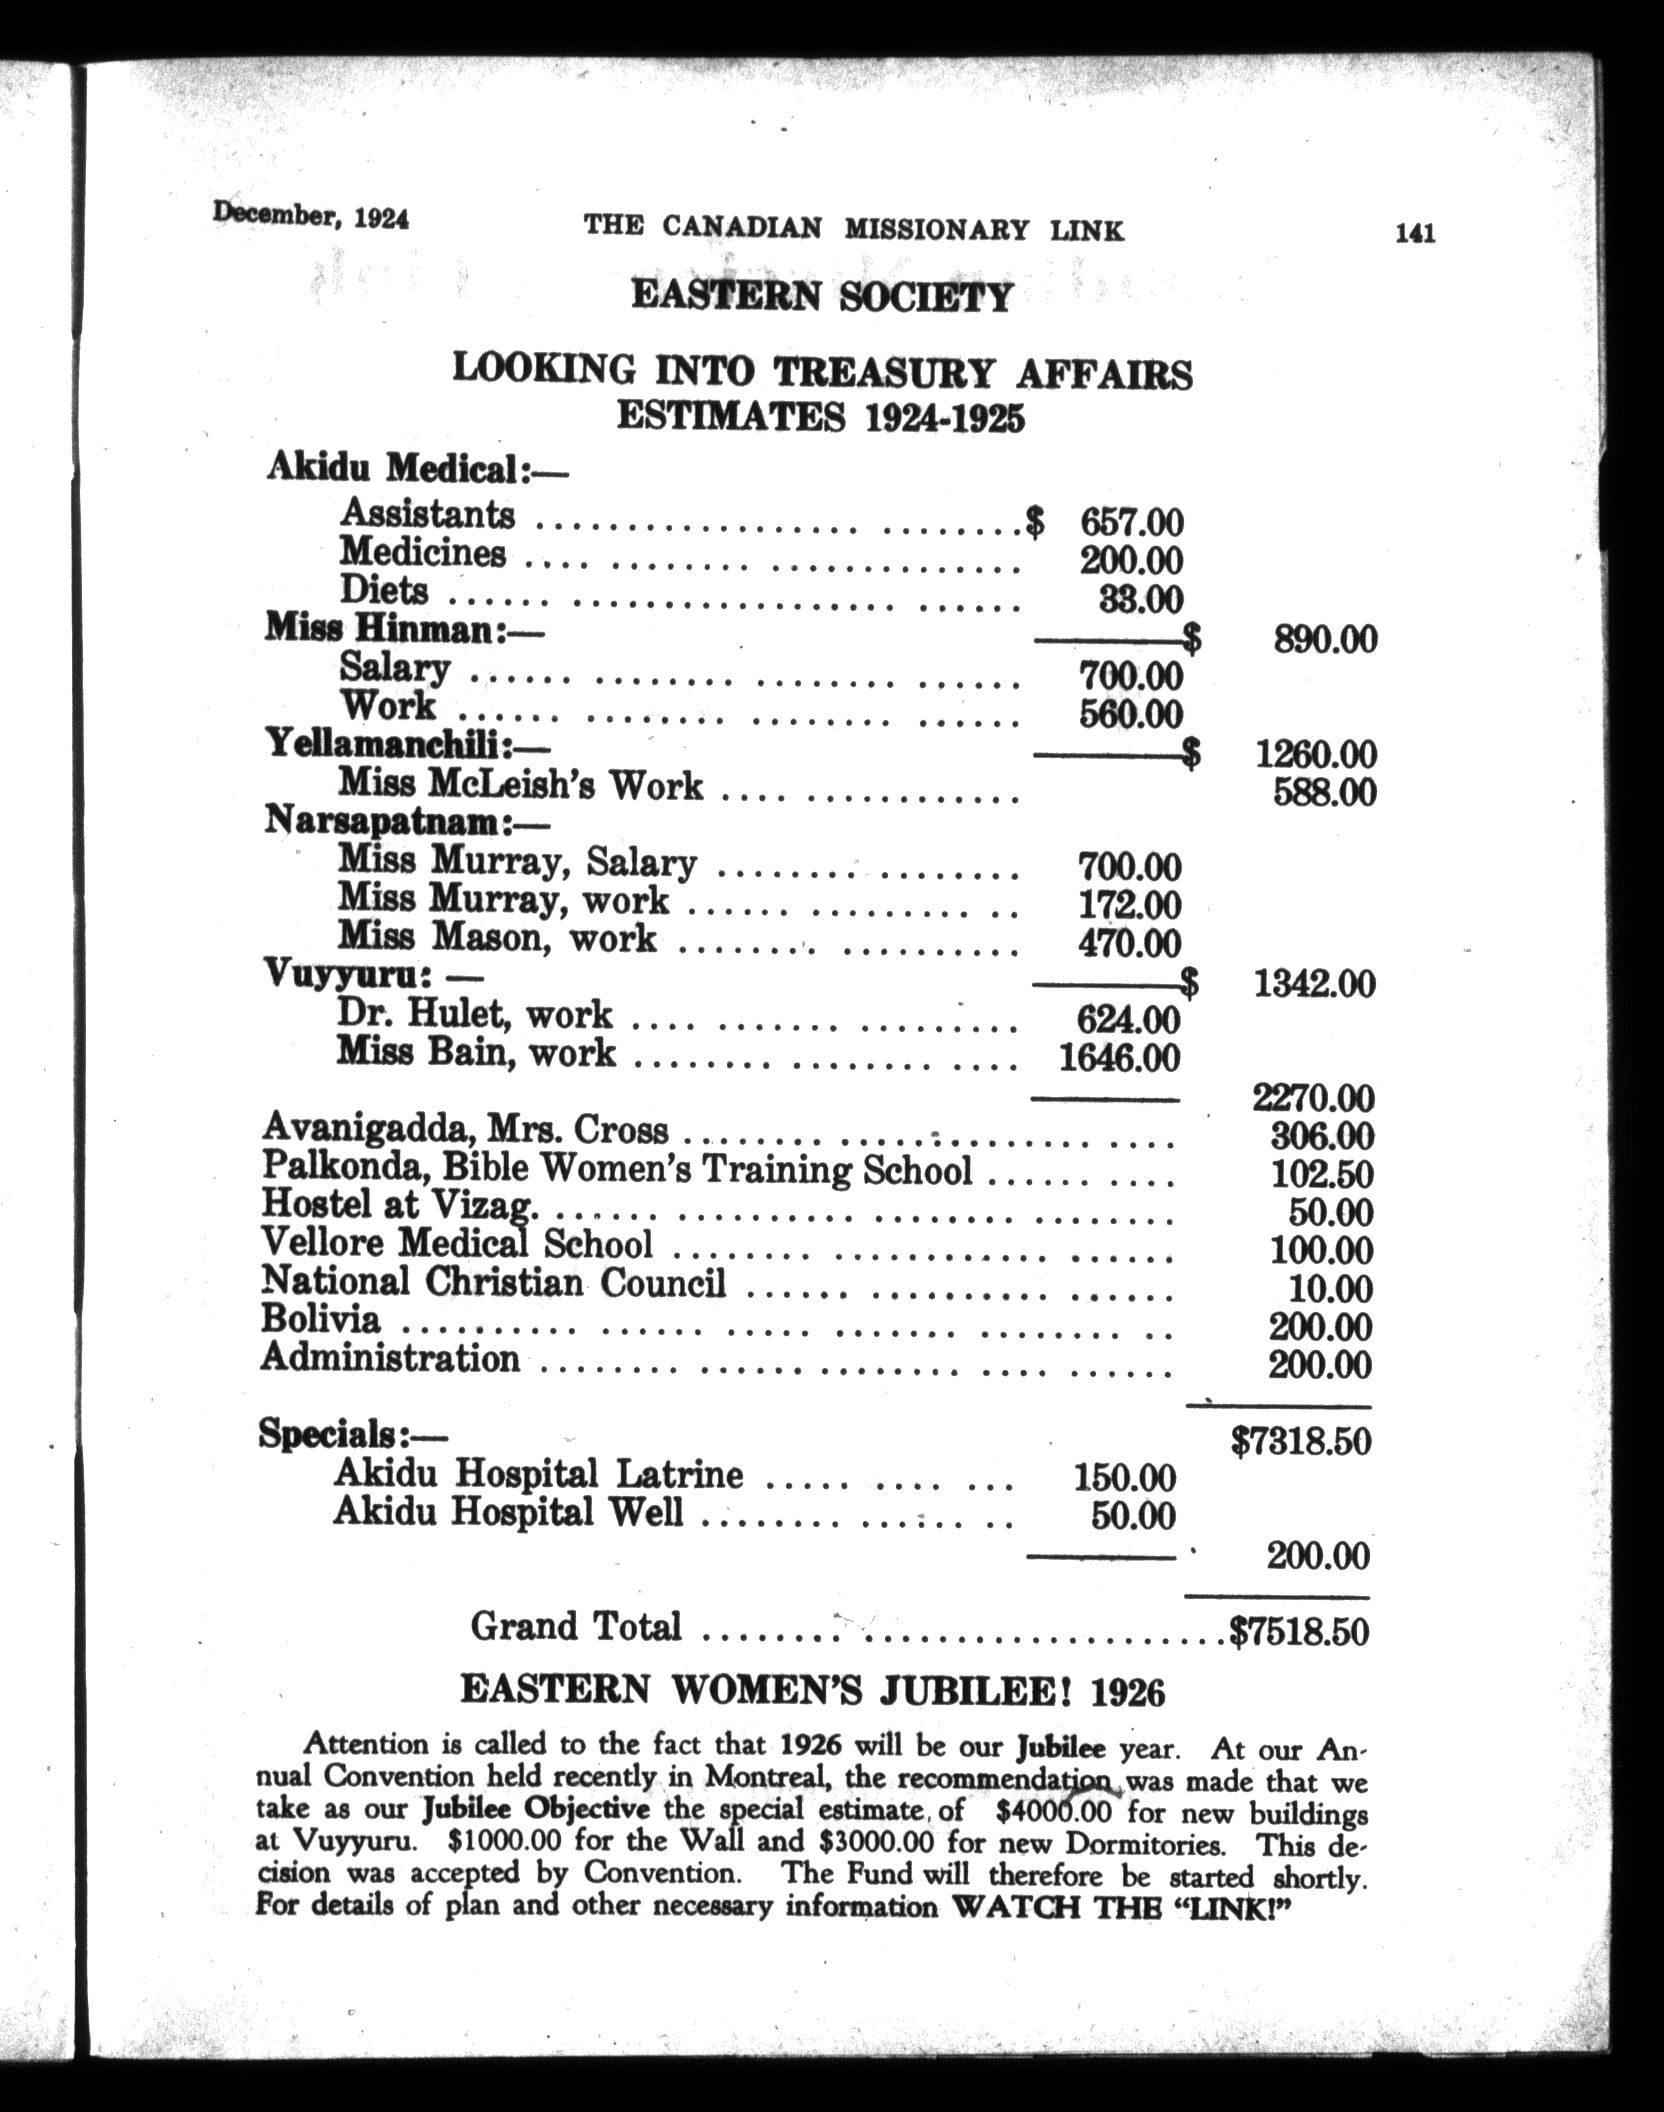 December, 1924 THE CANADIAN MISSIONARY LINK 141
EASTERN SOCIETY
LOOKING INTO TREASURY AFFAIRS
ESTIMATES 1924-1925
Akidu Medical:—
Assistants .......................... $ 657.00
Medicines .......................... 200.00
Diets .............................. 33.00
Miss Hinman:— ———$ 890.00
Salary ............................ 700.00
Work .............................. 560.00
Yellamanchili:— ———$ 1260.00
Miss McLeish's Work ................ 588.00
Narsapatnam:—
Miss Murray, Salary ................ 700.00
Miss Murray, work .................. 172.00
Miss Mason, work .................. 470.00
Vuyyuru: — ———$ 1342.00
Dr. Hulet, work .................... 624.00
Miss Bain, work .................... 1646.00
——— 2270.00
Avanigadda, Mrs. Cross .......................... 306.00
Palkonda, Bible Women's Training School .......... 102.50
Hostel at Vizag. ................................ 50.00
Vellore Medical School .......................... 100.00
National Christian Council ...................... 10.00
Bolivia ........................................ 200.00
Administration .................................. 200.00
Specials:— $7318.50
Akidu Hospital Latrine ............ 150.00
Akidu Hospital Well ................ 50.00
——— 200.00
Grand Total ............................$7518.50
EASTERN WOMEN'S JUBILEE! 1926
Attention is called to the fact that 1926 will be our Jubilee year. At our An-
nual Convention held recently in Montreal, the recommendation was made that we
take as our Jubilee Objective the special estimate of $4000.00 for new buildings
at Vuyyuru. $1000.00 for the Wall and $3000.00 for new Dormitories. This de-
cision was accepted by Convention. The Fund will therefore be started shortly.
For details of plan and other necessary information WATCH THE "LINK!"